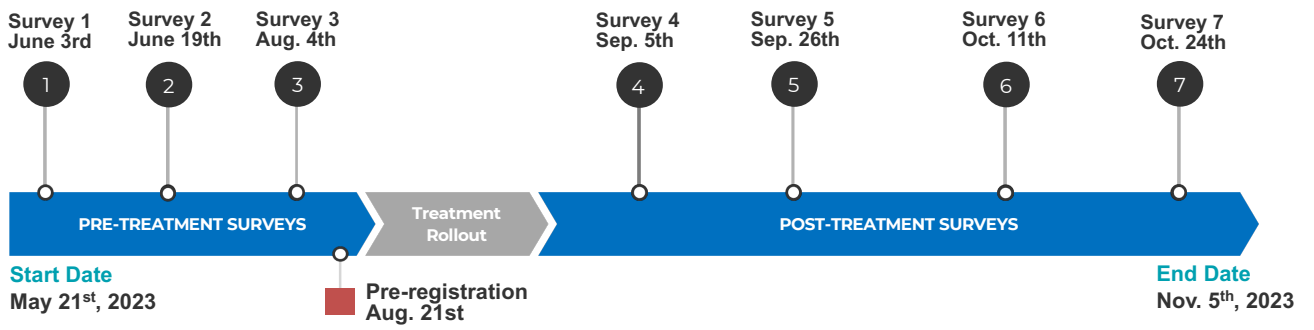 Survey 1
June 3rd
Survey 2
June 19th
Survey 3
Aug. 4th
Survey 4
Sep. 5th
Survey 5
Sep. 26th
Survey 6
Oct. 11th
Survey 7
Oct. 24th
1
2
3
4
5
6
7
PRE-TREATMENT SURVEYS
Treatment
Rollout
POST-TREATMENT SURVEYS
Start Date
May 21st, 2023
Pre-registration
Aug. 21st
End Date
Nov. 5th, 2023